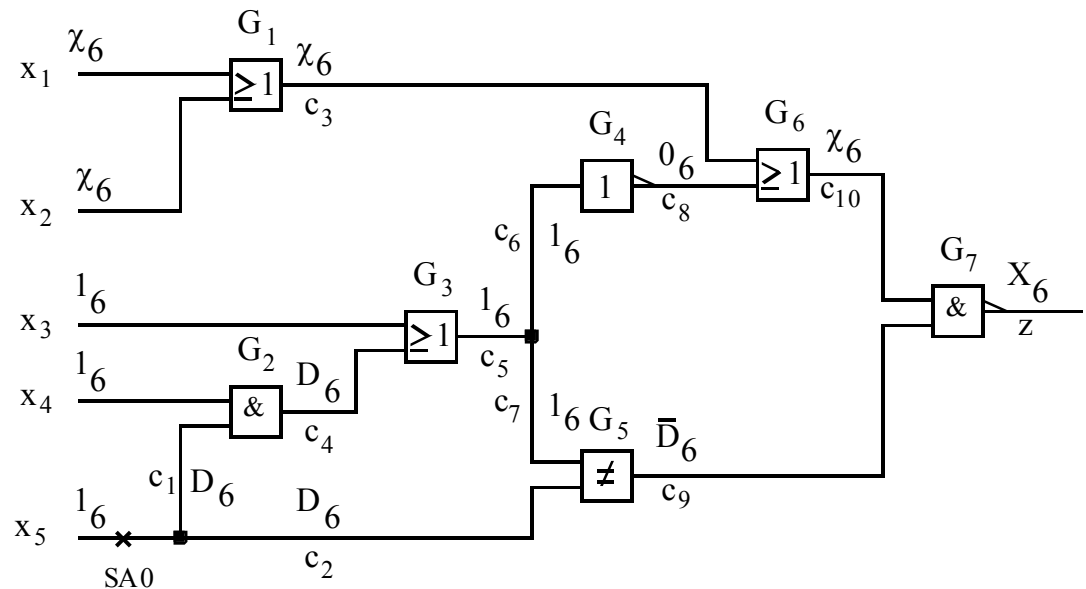 x₁ χ₆ G₁ ≥1 χ₆ c₃
x₂ χ₆
G₄ 1 0₆ c₈
G₆ ≥1 χ₆ c₁₀
c₆ 1₆
x₃ 1₆ G₃ ≥1 1₆ c₅
G₇ & X₆ z
x₄ 1₆ G₂ & D₆ c₄
c₇ 1₆ G₅ ≠ D̄₆ c₉
c₁ D₆
x₅ 1₆ D₆ c₂
SA0